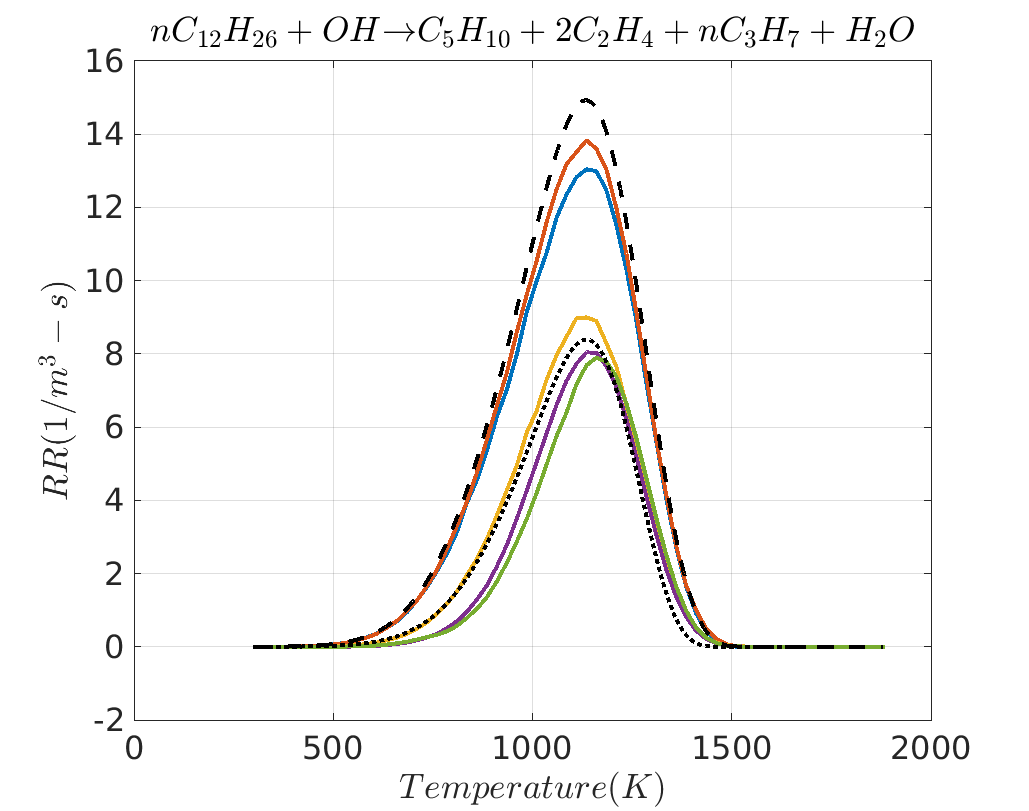 nC₁₂H₂₆ + OH→C₅H₁₀ + 2C₂H₄ + nC₃H₇ + H₂O
16
14
12
10
8
6
4
2
0
-2
RR(1/m³ − s)
0 500 1000 1500 2000
Temperature(K)